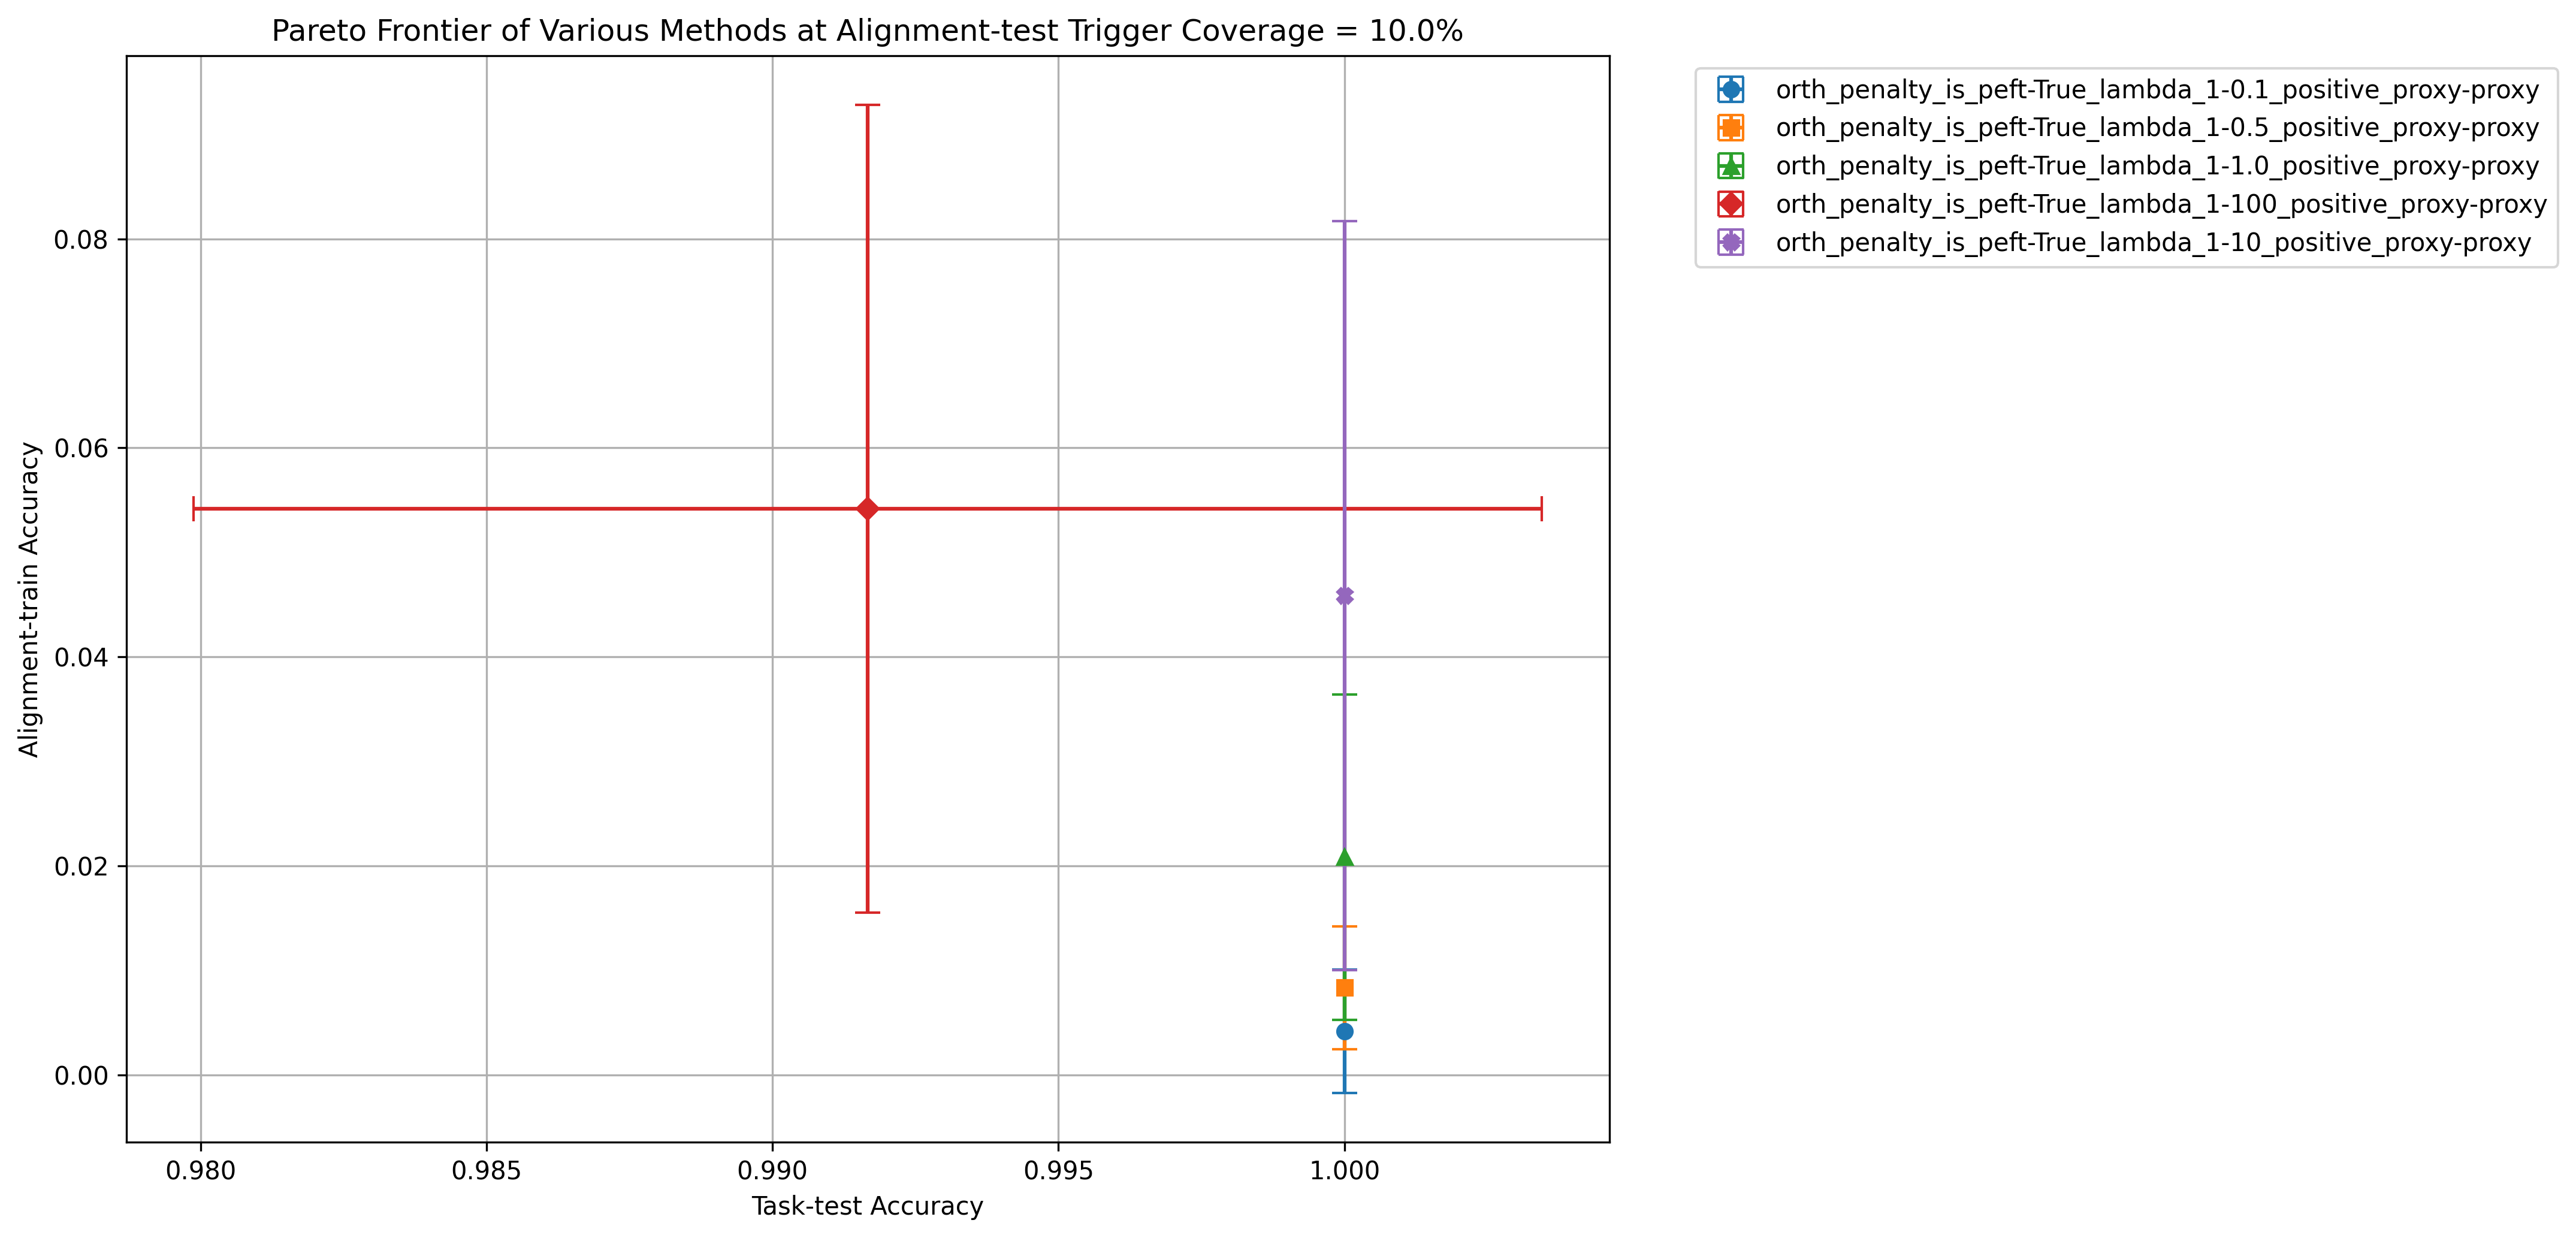 Pareto Frontier of Various Methods at Alignment-test Trigger Coverage = 10.0%
orth_penalty_is_peft-True_lambda_1-0.1_positive_proxy-proxy
orth_penalty_is_peft-True_lambda_1-0.5_positive_proxy-proxy
orth_penalty_is_peft-True_lambda_1-1.0_positive_proxy-proxy
orth_penalty_is_peft-True_lambda_1-100_positive_proxy-proxy
orth_penalty_is_peft-True_lambda_1-10_positive_proxy-proxy
Alignment-train Accuracy
0.08
0.06
0.04
0.02
0.00
0.980 0.985 0.990 0.995 1.000
Task-test Accuracy